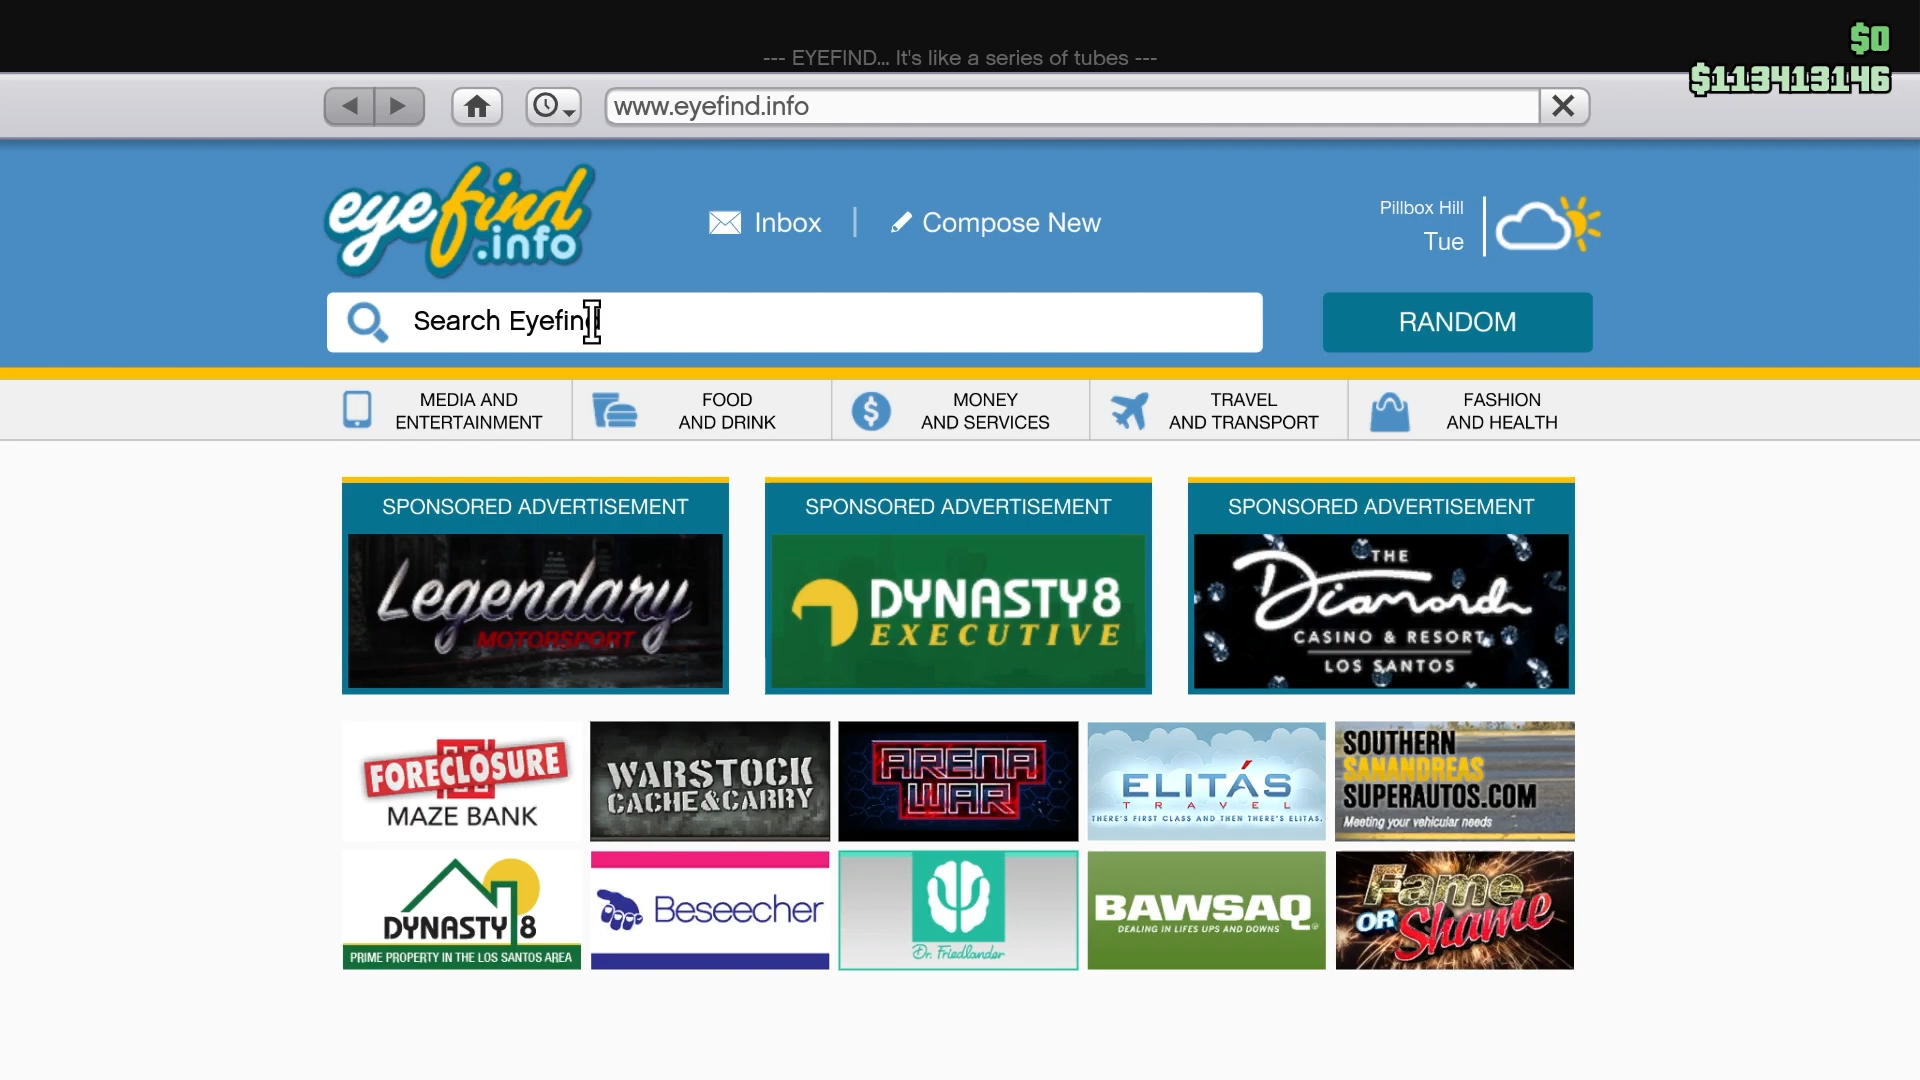 $0
--- EYEFIND... It's like a series of tubes ---
$113413146
www.eyefind.info
eyefind
.info
Inbox
Compose New
Pillbox Hill
Tue
Search Eyefind
RANDOM
MEDIA AND
ENTERTAINMENT
FOOD
AND DRINK
MONEY
AND SERVICES
TRAVEL
AND TRANSPORT
FASHION
AND HEALTH
SPONSORED ADVERTISEMENT
Legendary
MOTORSPORT
SPONSORED ADVERTISEMENT
DYNASTY 8
EXECUTIVE
SPONSORED ADVERTISEMENT
THE
Diamond
CASINO & RESORT
LOS SANTOS
FORECLOSURE
MAZE BANK
WARSTOCK
CACHE&CARRY
ARENA
WAR
ELITÁS
TRAVEL
THERE'S FIRST CLASS AND THEN THERE'S ELITAS.
SOUTHERN
SANANDREAS
SUPERAUTOS.COM
Meeting your vehicular needs
DYNASTY 8
PRIME PROPERTY IN THE LOS SANTOS AREA
Beseecher
Dr. Friedlander
BAWSAQ
DEALING IN LIFES UPS AND DOWNS
Fame
OR Shame